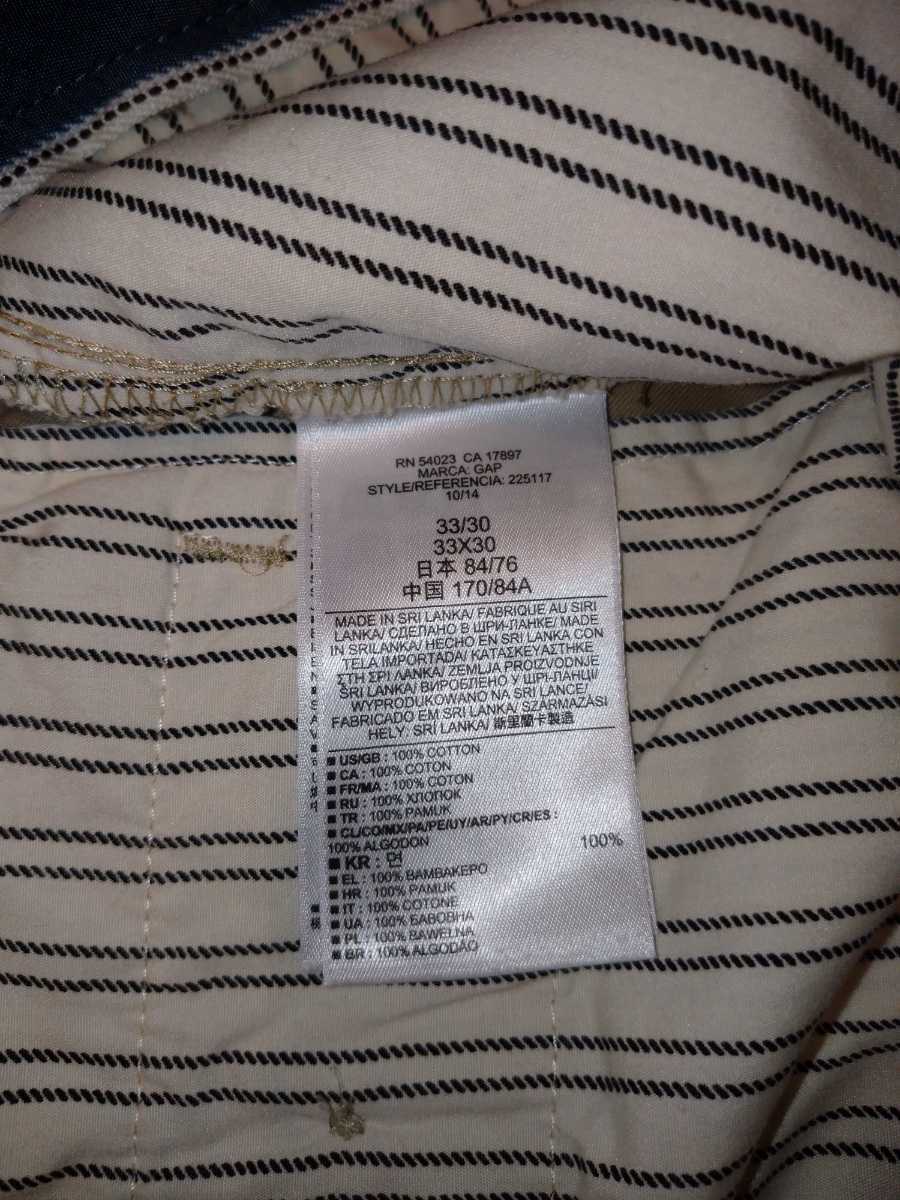 RN 54023 CA 17897
MARCA: GAP
STYLE/REFERENCIA: 225117
10/14
33/30
33X30
日本 84/76
中国 170/84A
MADE IN SRI LANKA/ FABRIQUE AU SIRI
LANKA/ СДЕЛАНО В ШРИ-ЛАНКЕ/ MADE
IN SRILANKA/ HECHO EN SRI LANKA CON
TELA IMPORTADA/ ΚΑΤΑΣΚΕΥΑΣΤΗΚΕ
ΣΤΗ ΣΡΙ ΛΑΝΚΑ/ ZEMLJA PROIZVODNJE
ŠRI LANKA/ ВИРОБЛЕНО У ШРІ-ЛАНЦІ/
WYPRODUKOWANO NA SRI LANCE/
FABRICADO EM SRI LANKA/ SZÁRMAZÁSI
HELY: SRI LANKA/ 斯里蘭卡製造
US/GB : 100% COTTON
CA : 100% COTON
FR/MA : 100% COTON
RU : 100% ХЛОПОК
TR : 100% PAMUK
CL/CO/MX/PA/PE/UY/AR/PY/CR/ES :
100% ALGODON
KR : 면 100%
EL : 100% ΒΑΜΒΑΚΕΡΟ
HR : 100% PAMUK
IT : 100% COTONE
UA : 100% БАВОВНА
PL : 100% BAWELNA
BR : 100% ALGODÃO